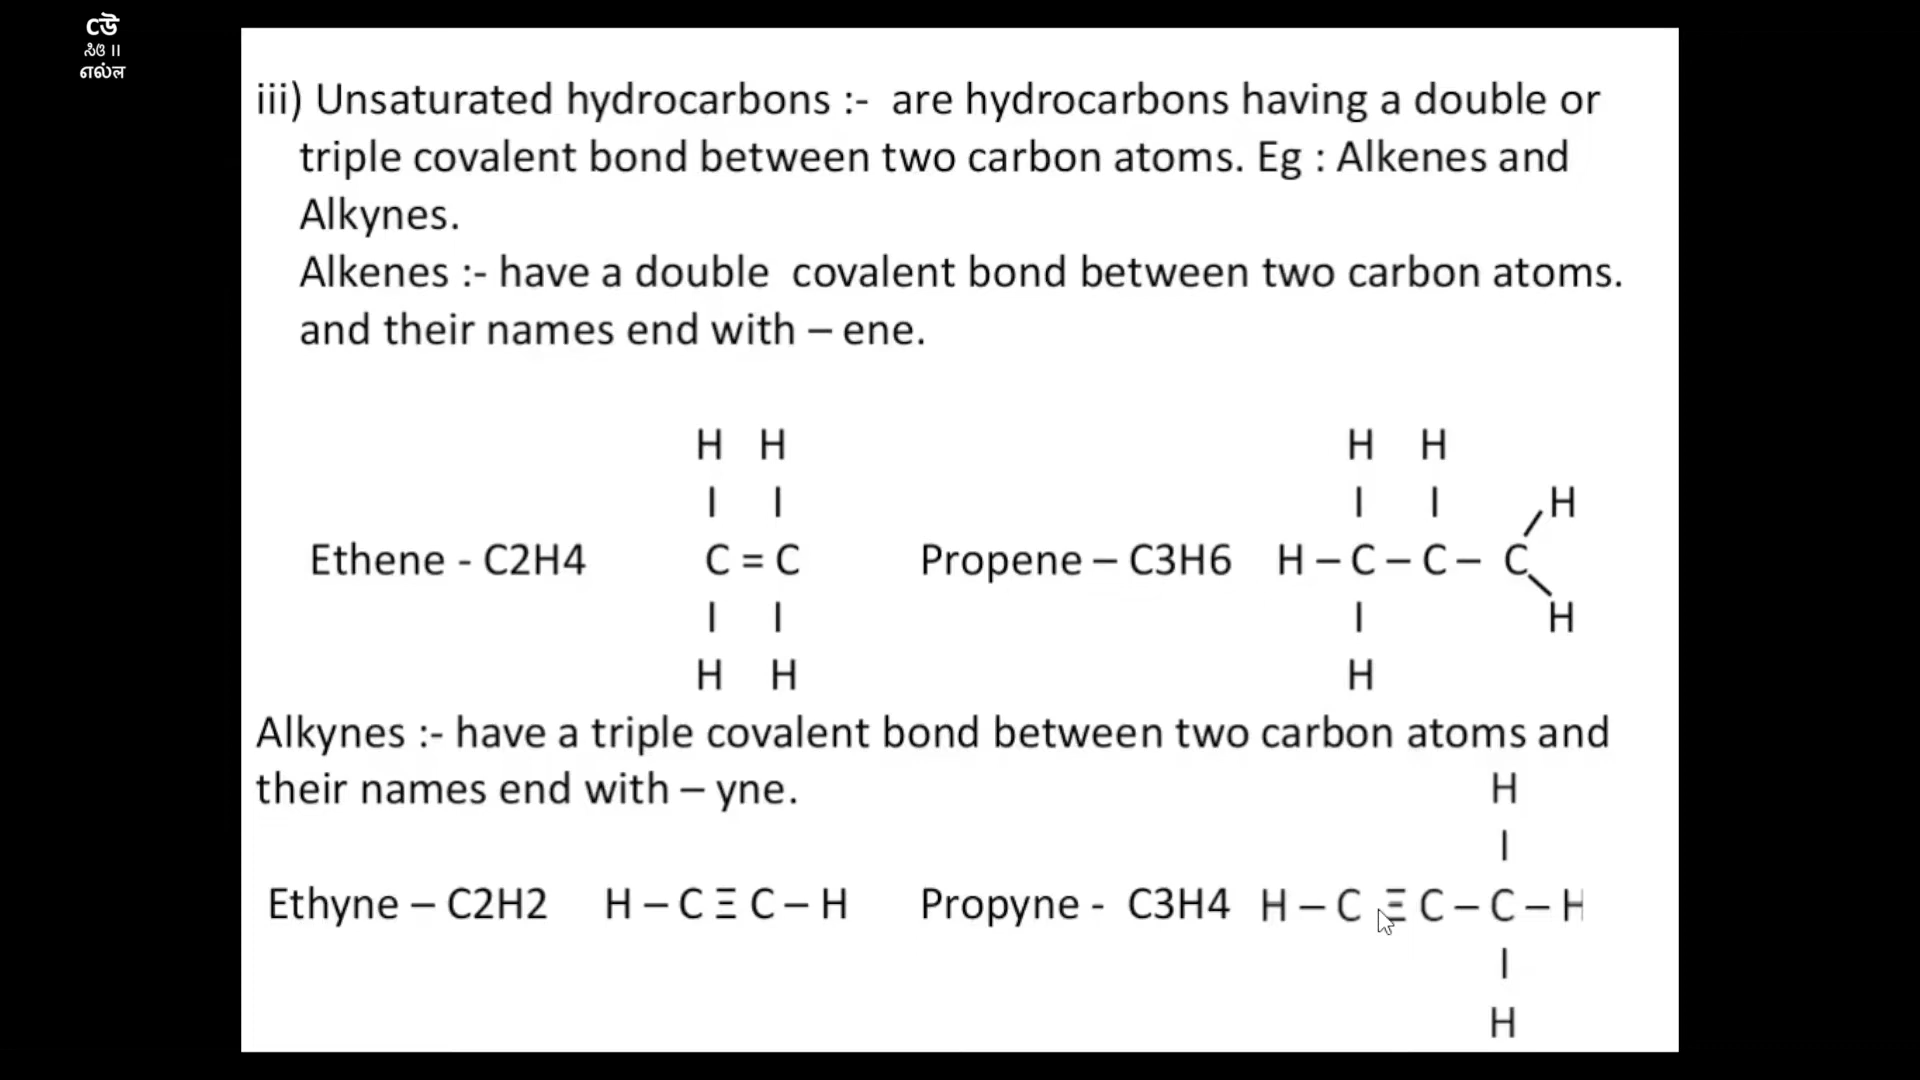 Cউ
എல்ல
iii) Unsaturated hydrocarbons :- are hydrocarbons having a double or
triple covalent bond between two carbon atoms. Eg : Alkenes and
Alkynes.
Alkenes :- have a double covalent bond between two carbon atoms.
and their names end with – ene.
H H H H
I I I I H
Ethene - C2H4 C = C Propene – C3H6 H – C – C – C
I I I H
H H H
Alkynes :- have a triple covalent bond between two carbon atoms and
their names end with – yne.
H
I
Ethyne – C2H2 H – C Ξ C – H Propyne - C3H4 H – C Ξ C – C – H
I
H